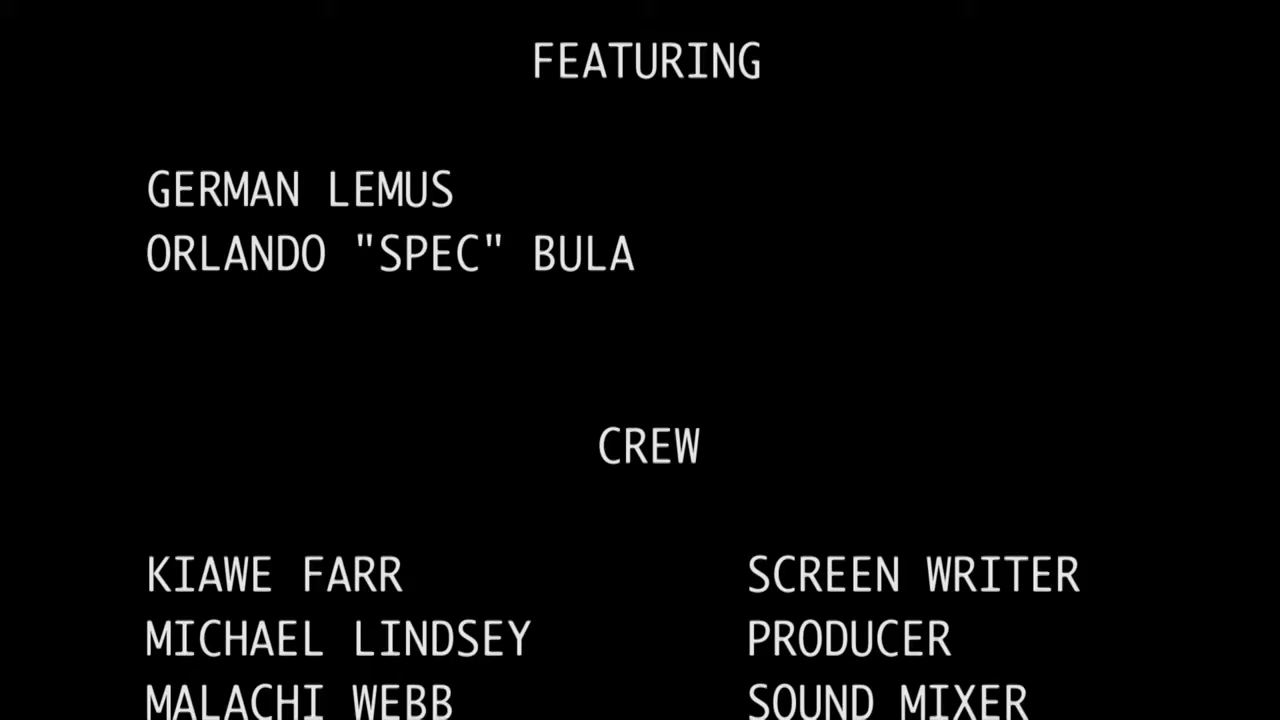 FEATURING
GERMAN LEMUS
ORLANDO "SPEC" BULA
CREW
KIAWE FARR SCREEN WRITER
MICHAEL LINDSEY PRODUCER
MALACHI WEBB SOUND MIXER